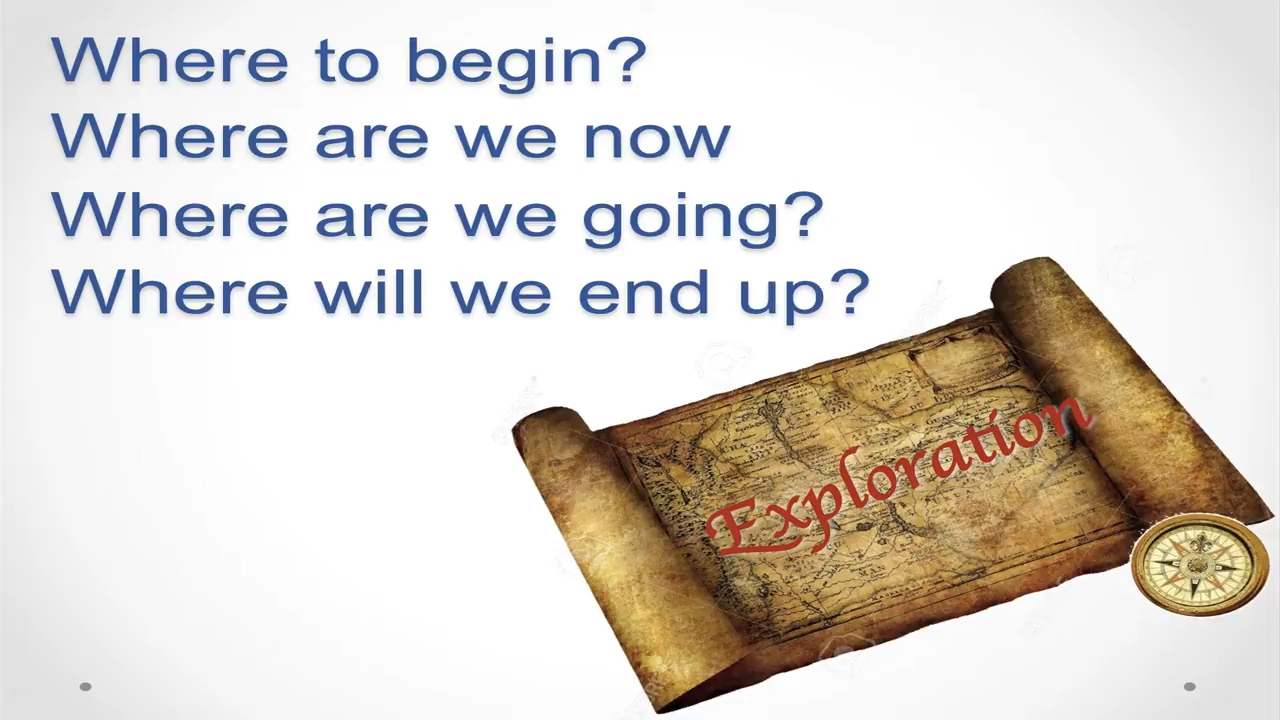 Where to begin?
Where are we now
Where are we going?
Where will we end up?
Exploration